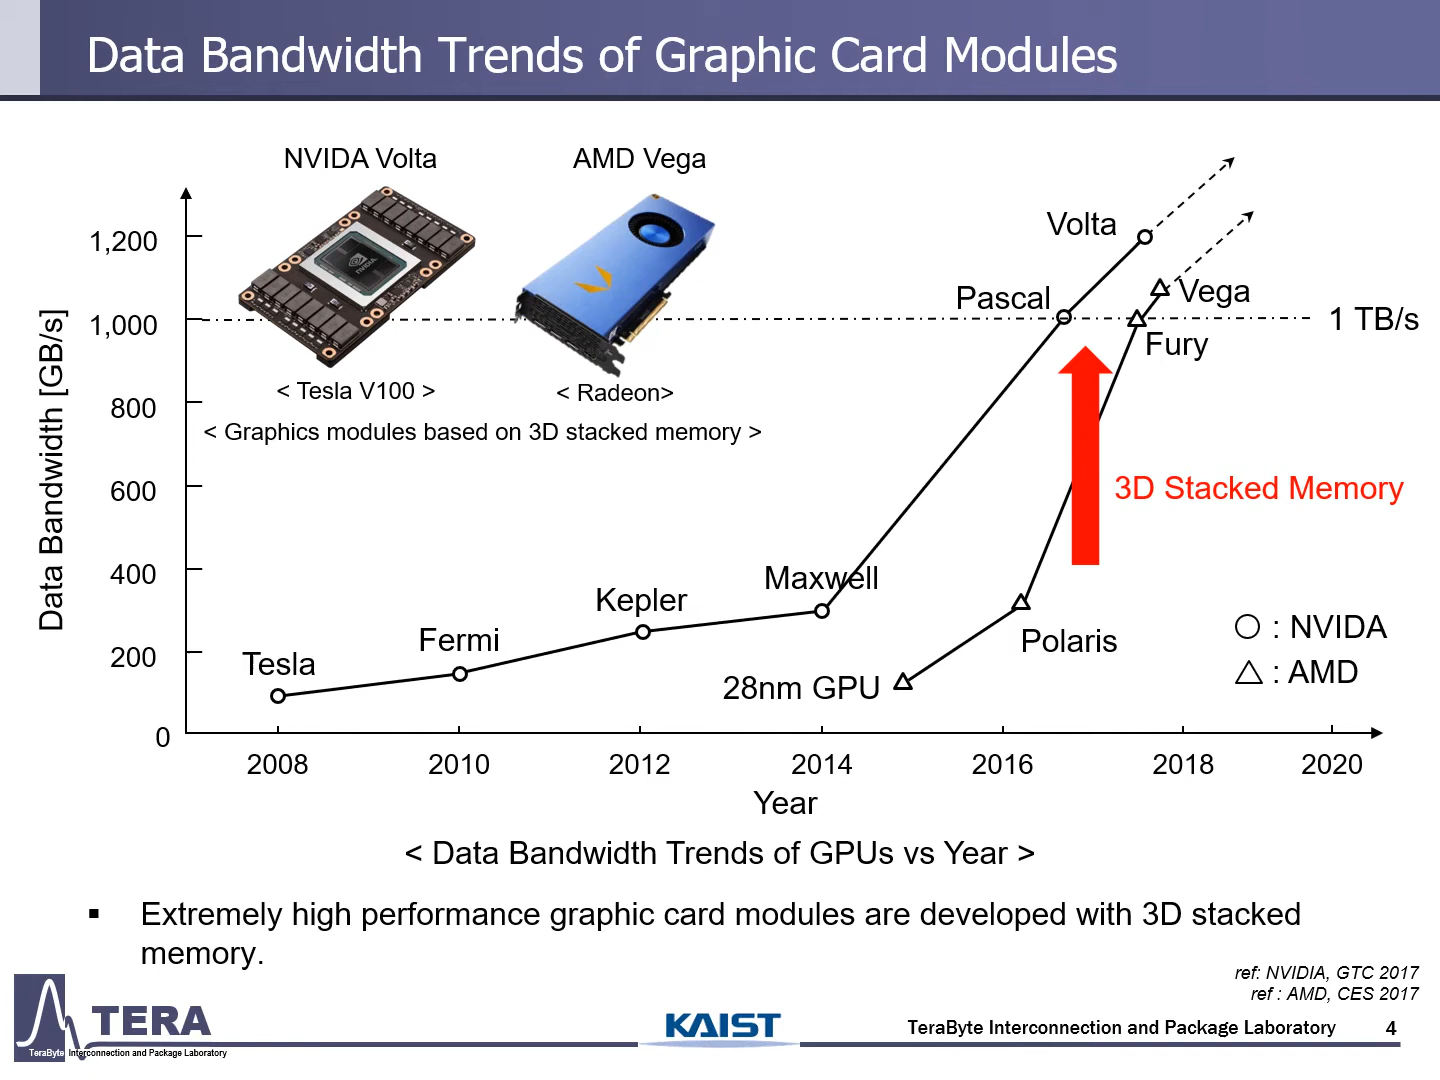 Data Bandwidth Trends of Graphic Card Modules
NVIDA Volta
AMD Vega
NVIDIA.
< Tesla V100 >
< Radeon>
< Graphics modules based on 3D stacked memory >
Data Bandwidth [GB/s]
1,200
1,000
800
600
400
200
0
Tesla
Fermi
Kepler
Maxwell
Pascal
Volta
28nm GPU
Polaris
Fury
Vega
1 TB/s
3D Stacked Memory
: NVIDA
: AMD
2008
2010
2012
2014
2016
2018
2020
Year
< Data Bandwidth Trends of GPUs vs Year >
▪ Extremely high performance graphic card modules are developed with 3D stacked
memory.
ref: NVIDIA, GTC 2017
ref : AMD, CES 2017
TERA
TeraByte Interconnection and Package Laboratory
KAIST
TeraByte Interconnection and Package Laboratory
4